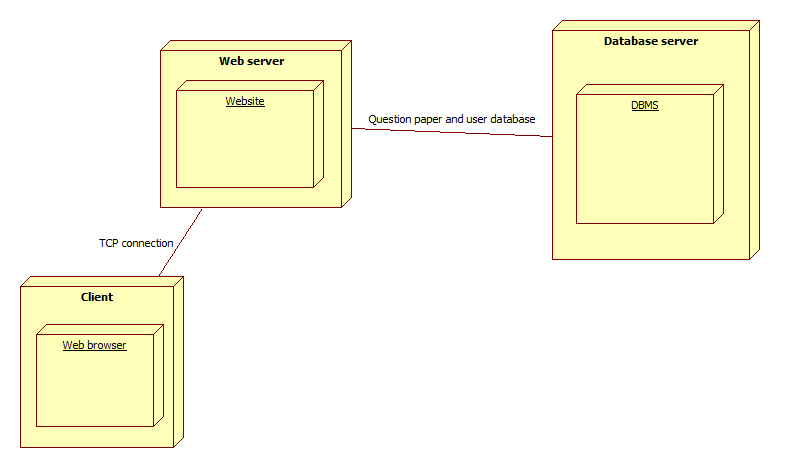 Database server
Web server
Website
DBMS
Question paper and user database
TCP connection
Client
Web browser